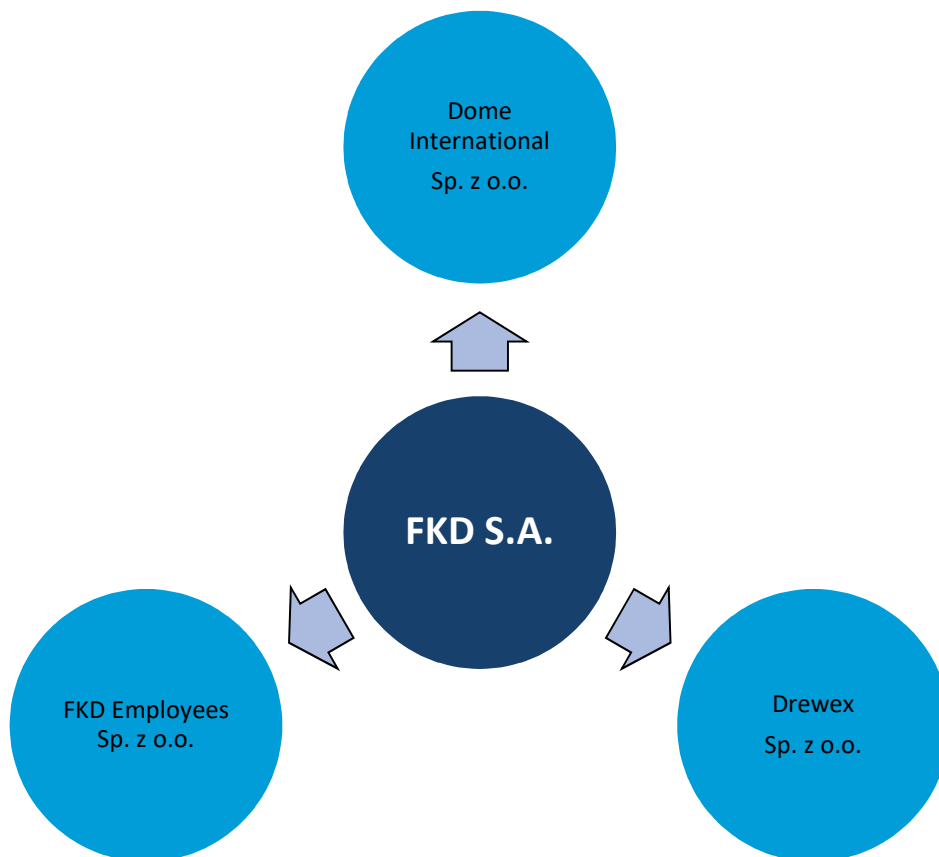 Dome
International
Sp. z o.o.
FKD S.A.
FKD Employees
Sp. z o.o.
Drewex
Sp. z o.o.